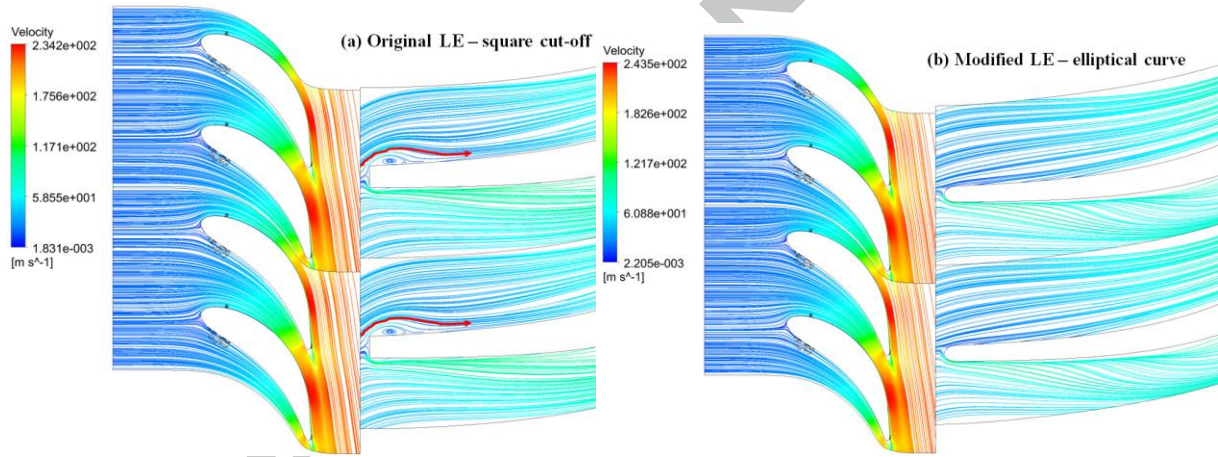 Velocity
2.342e+002
1.756e+002
1.171e+002
5.855e+001
1.831e-003
[m s^-1]
(a) Original LE – square cut-off
Velocity
2.435e+002
1.826e+002
1.217e+002
6.088e+001
2.205e-003
[m s^-1]
(b) Modified LE – elliptical curve